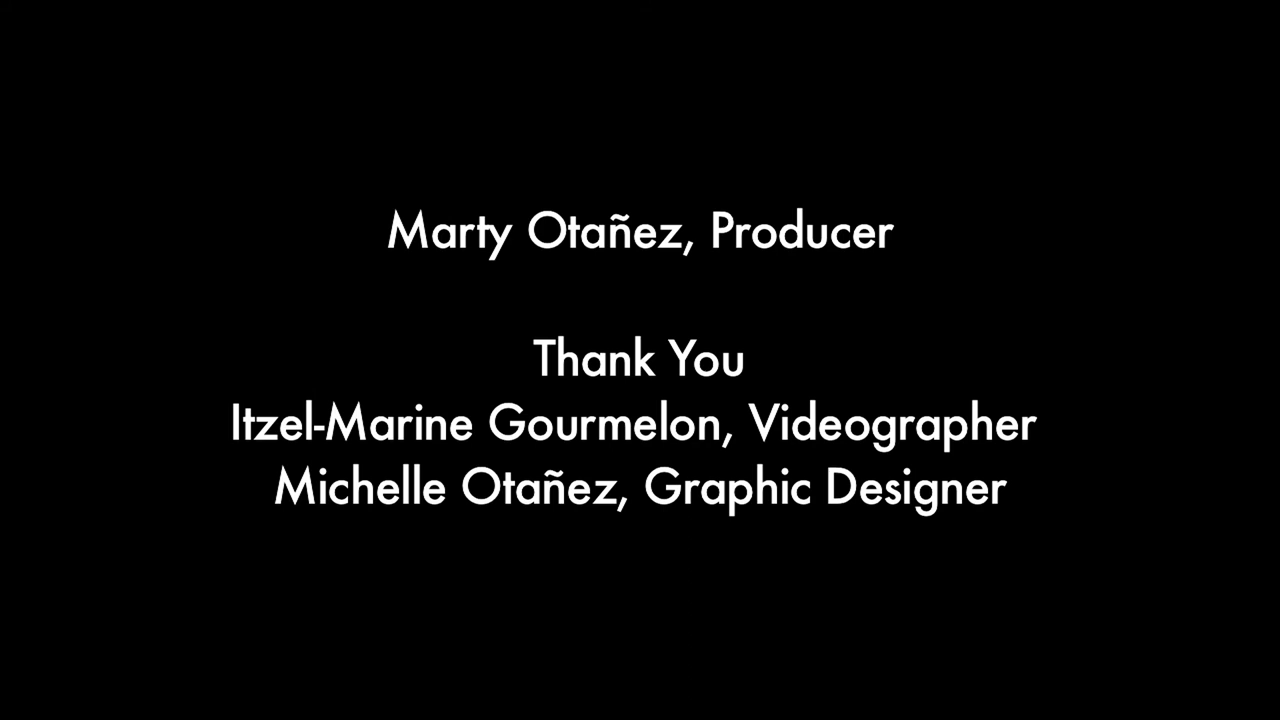 Marty Otañez, Producer
Thank You
Itzel-Marine Gourmelon, Videographer
Michelle Otañez, Graphic Designer